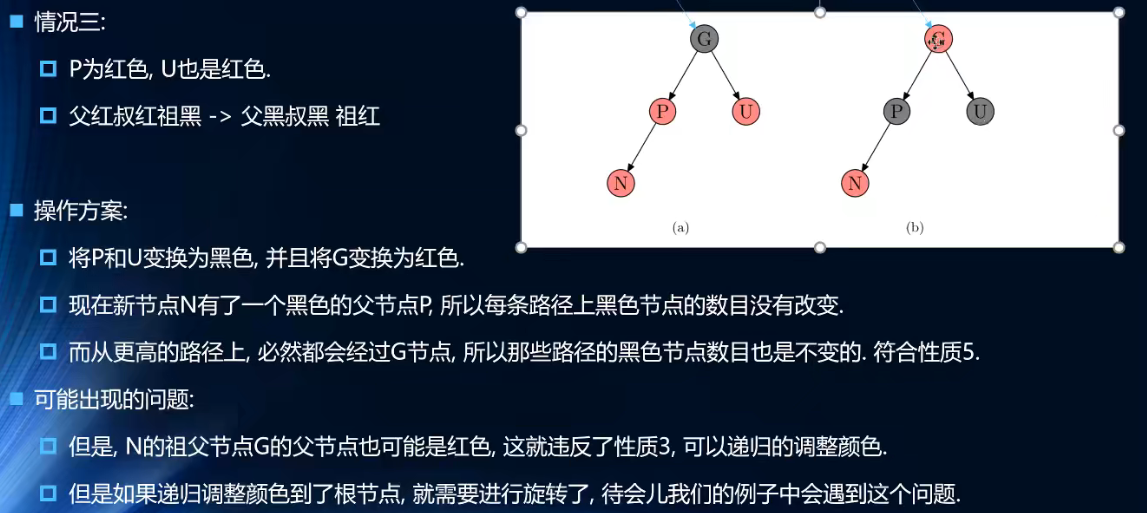 情况三:
P为红色, U也是红色.
父红叔红祖黑 -> 父黑叔黑 祖红
操作方案:
将P和U变换为黑色, 并且将G变换为红色.
现在新节点N有了一个黑色的父节点P, 所以每条路径上黑色节点的数目没有改变.
而从更高的路径上, 必然都会经过G节点, 所以那些路径的黑色节点数目也是不变的. 符合性质5.
可能出现的问题:
但是, N的祖父节点G的父节点也可能是红色, 这就违反了性质3, 可以递归的调整颜色.
但是如果递归调整颜色到了根节点, 就需要进行旋转了, 待会儿我们的例子中会遇到这个问题.
G
P U
N
(a)
G
P U
N
(b)